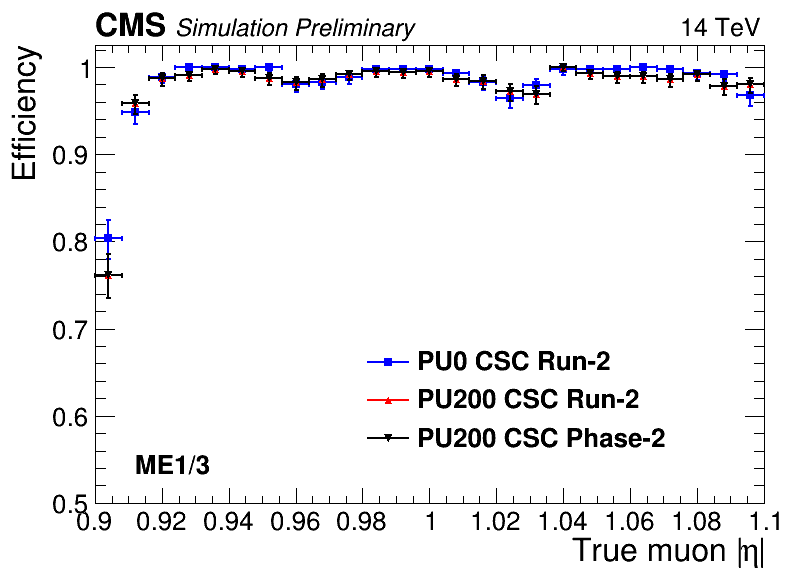 CMS Simulation Preliminary 14 TeV
Efficiency
1
0.9
0.8
0.7
0.6
0.5
PU0 CSC Run-2
PU200 CSC Run-2
PU200 CSC Phase-2
ME1/3
0.9 0.92 0.94 0.96 0.98 1 1.02 1.04 1.06 1.08 1.1
True muon |η|